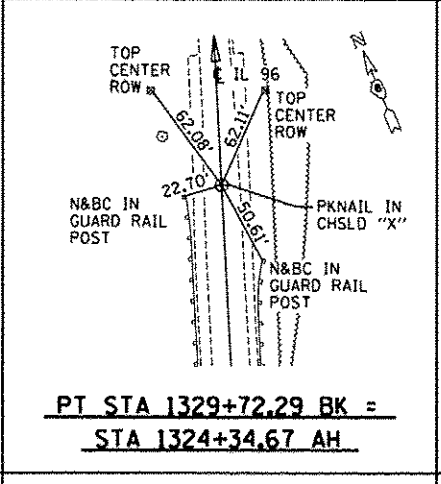 TOP
CENTER
ROW
℄ IL 96
N
TOP
CENTER
ROW
62.08'
62.11'
22.70'
50.61'
N&BC IN
GUARD RAIL
POST
PKNAIL IN
CHSLD "X"
N&BC IN
GUARD RAIL
POST
PT STA 1329+72.29 BK =
STA 1324+34.67 AH